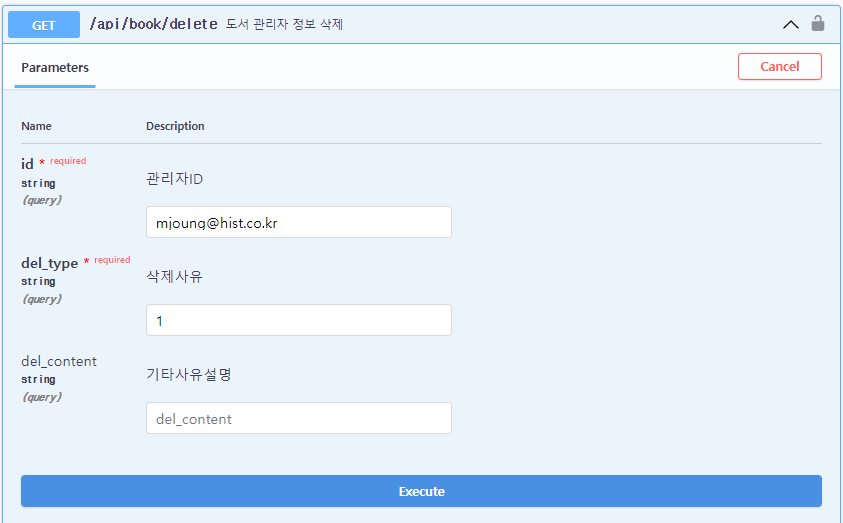 GET /api/book/delete 도서 관리자 정보 삭제
Parameters Cancel
Name Description
id * required
string
(query)
관리자ID
mjoung@hist.co.kr
del_type * required
string
(query)
삭제사유
1
del_content
string
(query)
기타사유설명
del_content
Execute